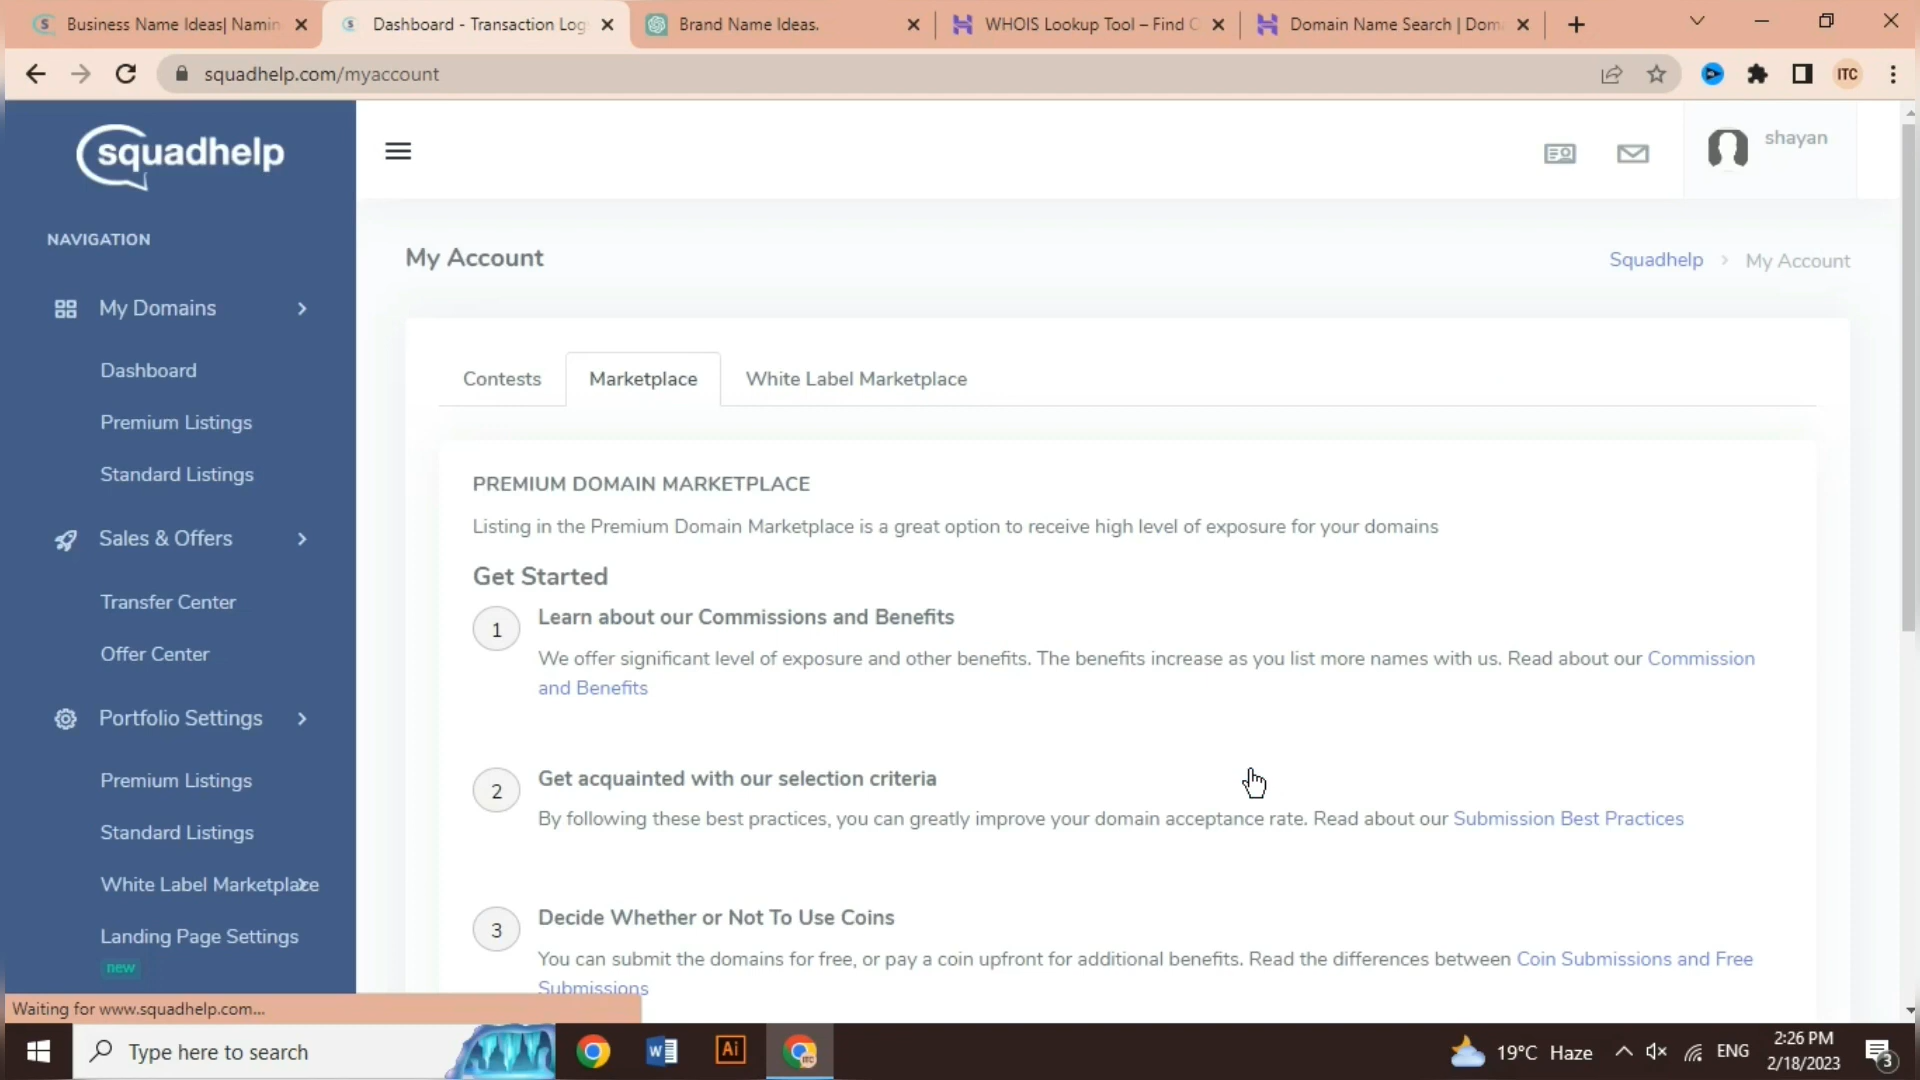 Business Name Ideas| Namin
Dashboard - Transaction Log
Brand Name Ideas.
WHOIS Lookup Tool – Find O
Domain Name Search | Dom
squadhelp.com/myaccount
ITC
squadhelp
shayan
NAVIGATION
My Account
Squadhelp > My Account
My Domains
Dashboard
Premium Listings
Standard Listings
Sales & Offers
Transfer Center
Offer Center
Portfolio Settings
Premium Listings
Standard Listings
White Label Marketplace
Landing Page Settings
new
Contests
Marketplace
White Label Marketplace
PREMIUM DOMAIN MARKETPLACE
Listing in the Premium Domain Marketplace is a great option to receive high level of exposure for your domains
Get Started
1
Learn about our Commissions and Benefits
We offer significant level of exposure and other benefits. The benefits increase as you list more names with us. Read about our Commission
and Benefits
2
Get acquainted with our selection criteria
By following these best practices, you can greatly improve your domain acceptance rate. Read about our Submission Best Practices
3
Decide Whether or Not To Use Coins
You can submit the domains for free, or pay a coin upfront for additional benefits. Read the differences between Coin Submissions and Free
Submissions
Waiting for www.squadhelp.com...
Type here to search
W
Ai
19°C Haze
ENG
2:26 PM
2/18/2023
3